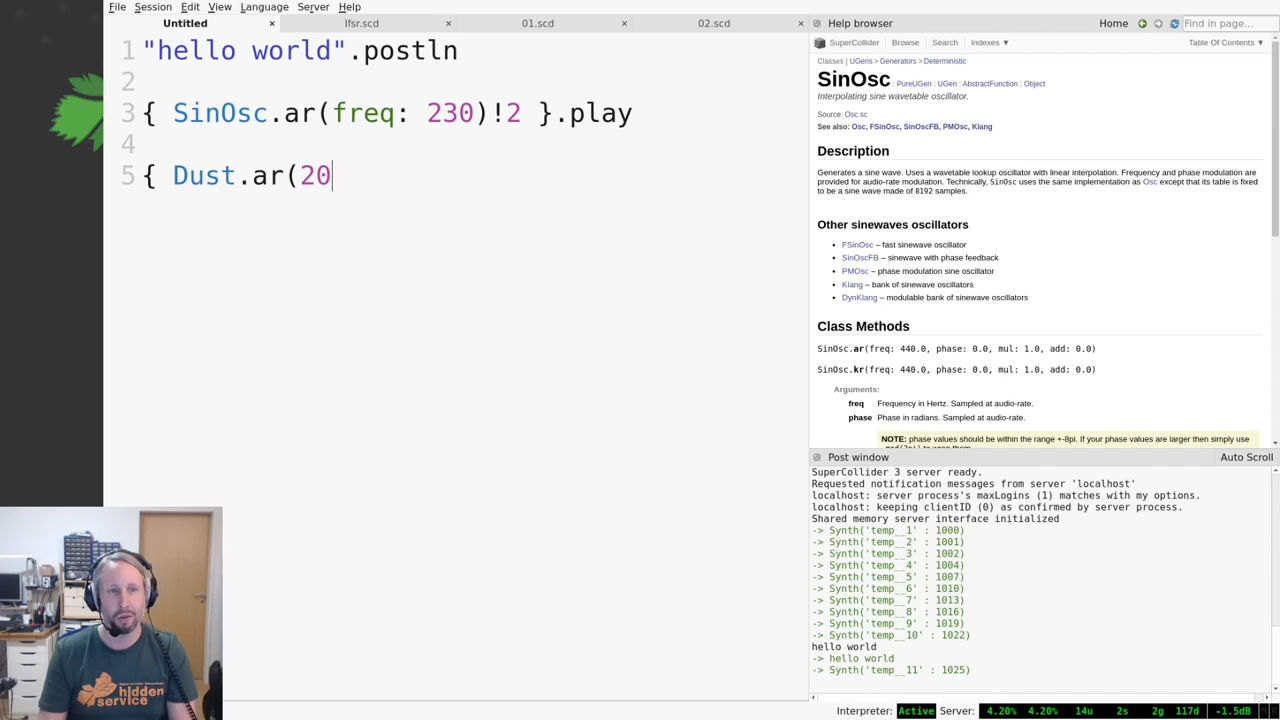 File Session Edit View Language Server Help
Untitled × lfsr.scd × 01.scd × 02.scd ×
1 "hello world".postln
2
3 { SinOsc.ar(freq: 230)!2 }.play
4
5 { Dust.ar(20
hidden
service
Help browser Home Find in page...
SuperCollider Browse Search Indexes ▼ Table Of Contents ▼
Classes | UGens > Generators > Deterministic
SinOsc : PureUGen : UGen : AbstractFunction : Object
Interpolating sine wavetable oscillator.
Source: Osc.sc
See also: Osc, FSinOsc, SinOscFB, PMOsc, Klang
Description
Generates a sine wave. Uses a wavetable lookup oscillator with linear interpolation. Frequency and phase modulation are
provided for audio-rate modulation. Technically, SinOsc uses the same implementation as Osc except that its table is fixed
to be a sine wave made of 8192 samples.
Other sinewaves oscillators
• FSinOsc – fast sinewave oscillator
• SinOscFB – sinewave with phase feedback
• PMOsc – phase modulation sine oscillator
• Klang – bank of sinewave oscillators
• DynKlang – modulable bank of sinewave oscillators
Class Methods
SinOsc.ar(freq: 440.0, phase: 0.0, mul: 1.0, add: 0.0)
SinOsc.kr(freq: 440.0, phase: 0.0, mul: 1.0, add: 0.0)
Arguments:
freq Frequency in Hertz. Sampled at audio-rate.
phase Phase in radians. Sampled at audio-rate.
NOTE: phase values should be within the range +-8pi. If your phase values are larger then simply use
Post window Auto Scroll
SuperCollider 3 server ready.
Requested notification messages from server 'localhost'
localhost: server process's maxLogins (1) matches with my options.
localhost: keeping clientID (0) as confirmed by server process.
Shared memory server interface initialized
-> Synth('temp__1' : 1000)
-> Synth('temp__2' : 1001)
-> Synth('temp__3' : 1002)
-> Synth('temp__4' : 1004)
-> Synth('temp__5' : 1007)
-> Synth('temp__6' : 1010)
-> Synth('temp__7' : 1013)
-> Synth('temp__8' : 1016)
-> Synth('temp__9' : 1019)
-> Synth('temp__10' : 1022)
hello world
-> hello world
-> Synth('temp__11' : 1025)
Interpreter: Active Server: 4.20% 4.20% 14u 2s 2g 117d -1.5dB